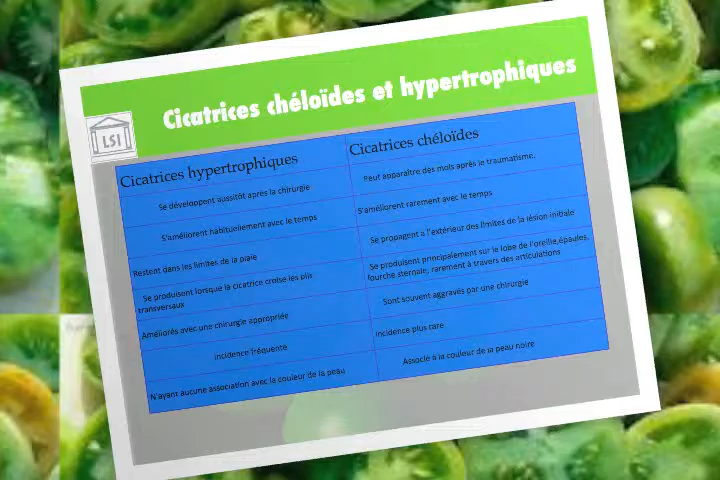 Cicatrices chéloïdes et hypertrophiques
LSI
Cicatrices hypertrophiques
Cicatrices chéloïdes
Se développent aussitôt après la chirurgie
Peut apparaître des mois après le traumatisme.
S'améliorent habituellement avec le temps
S'améliorent rarement avec le temps
Restent dans les limites de la plaie
Se propagent a l'extérieur des limites de la lésion initiale
Se produisent lorsque la cicatrice croise les plis
transversaux
Se produisent principalement sur le lobe de l'oreille,épaules,
fourche sternale, rarement à travers des articulations
Améliorés avec une chirurgie appropriée
Sont souvent aggravés par une chirurgie
Incidence fréquente
Incidence plus rare
N'ayant aucune association avec la couleur de la peau
Associé à la couleur de la peau noire